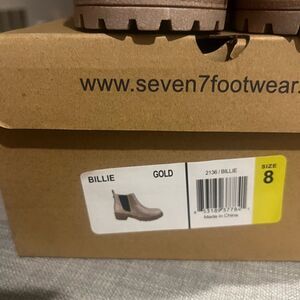 www.seven7footwear.
BILLIE
GOLD
2136 / BILLIE
Made in China
SIZE
8